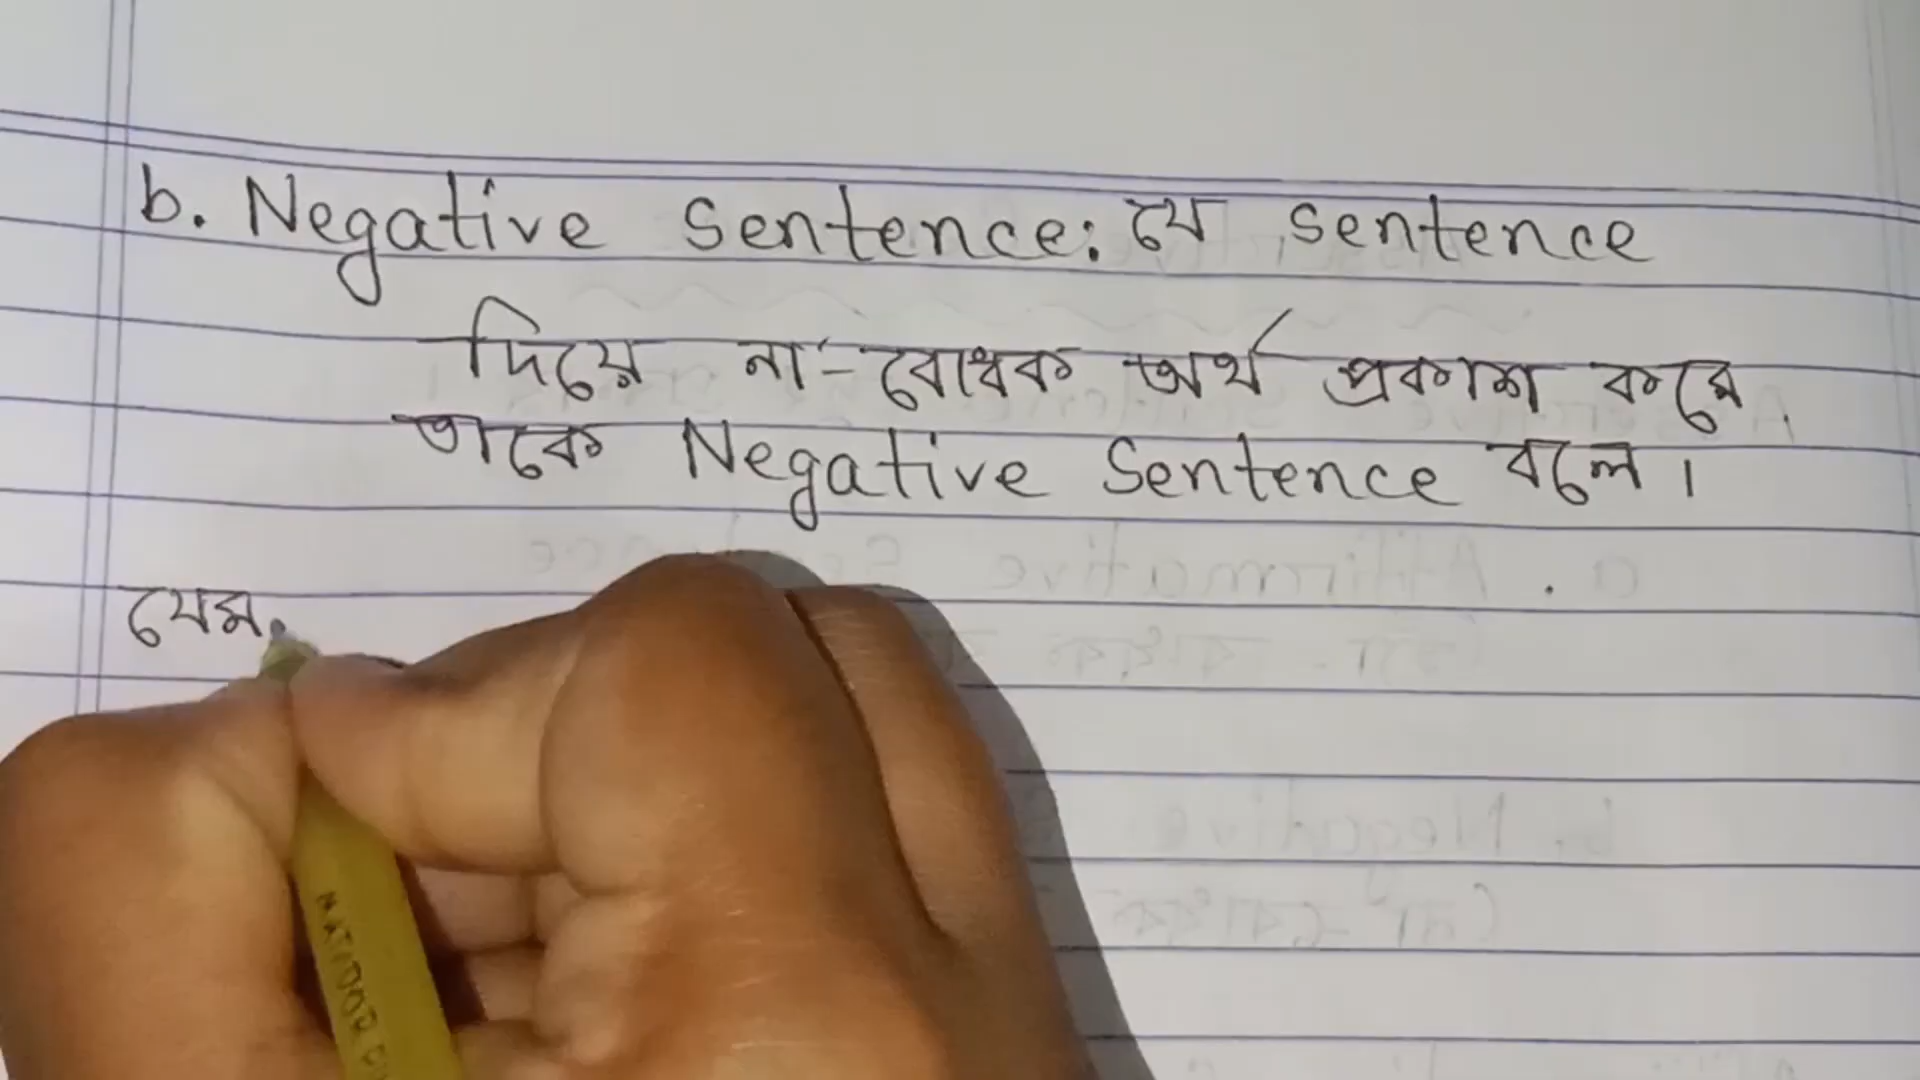 b. Negative sentence: যে sentence
দিয়ে না-বোধক অর্থ প্রকাশ করে,
তাকে Negative Sentence বলে।
যেম